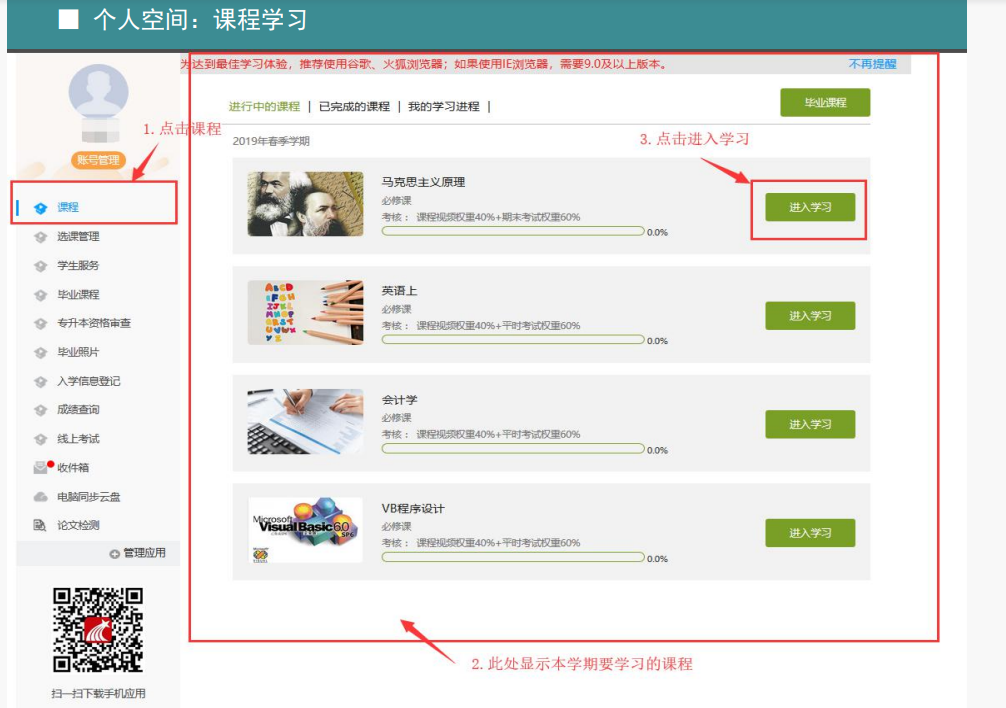 ■ 个人空间：课程学习
为达到最佳学习体验，推荐使用谷歌、火狐浏览器；如果使用IE浏览器，需要9.0及以上版本。 不再提醒
进行中的课程 | 已完成的课程 | 我的学习进程 |
毕业课程
1. 点击课程
2019年春季学期
3. 点击进入学习
账号管理
课程
选课管理
学生服务
毕业课程
专升本资格审查
毕业照片
入学信息登记
成绩查询
线上考试
收件箱
电脑同步云盘
论文检测
管理应用
扫一扫下载手机应用
马克思主义原理
必修课
考核： 课程视频权重40%+期末考试权重60%
0.0%
进入学习
英语上
必修课
考核： 课程视频权重40%+平时考试权重60%
0.0%
进入学习
会计学
必修课
考核： 课程视频权重40%+平时考试权重60%
0.0%
进入学习
Microsoft
Visual Basic 6.0
SP6
VB程序设计
必修课
考核： 课程视频权重40%+平时考试权重60%
0.0%
进入学习
2. 此处显示本学期要学习的课程